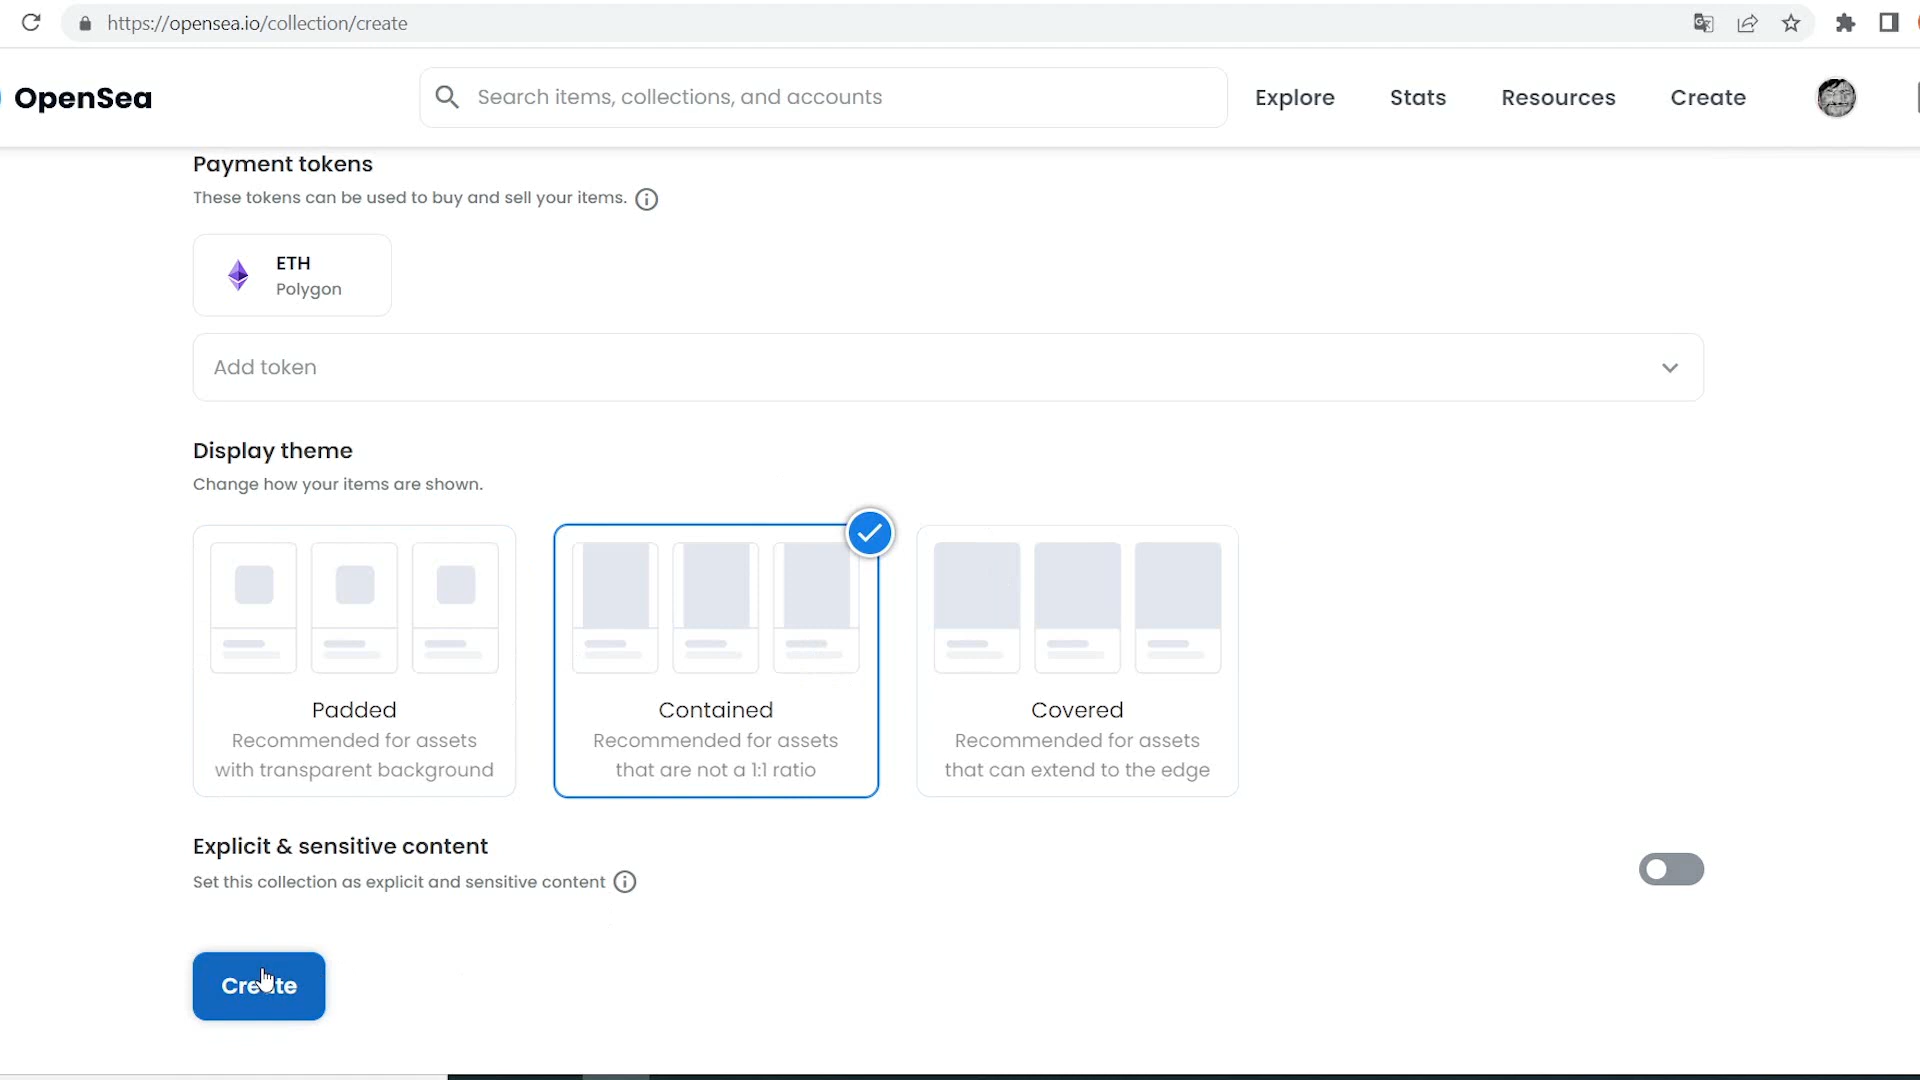 https://opensea.io/collection/create
OpenSea
Search items, collections, and accounts
Explore
Stats
Resources
Create
Payment tokens
These tokens can be used to buy and sell your items.
ETH
Polygon
Add token
Display theme
Change how your items are shown.
Padded
Recommended for assets
with transparent background
Contained
Recommended for assets
that are not a 1:1 ratio
Covered
Recommended for assets
that can extend to the edge
Explicit & sensitive content
Set this collection as explicit and sensitive content
Create